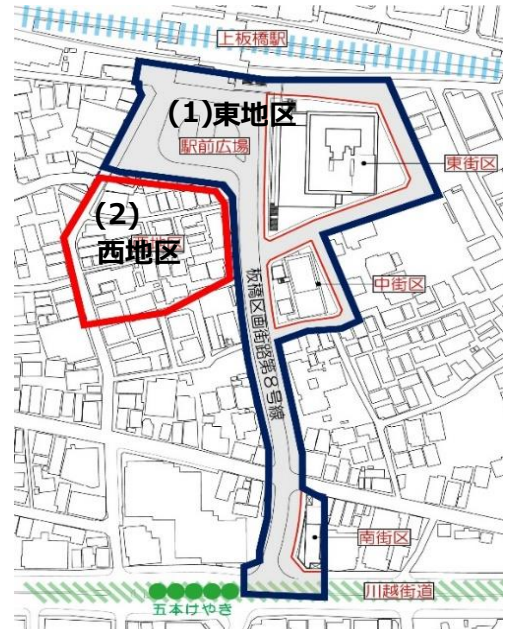 上板橋駅
(1)東地区
駅前広場
東街区
(2)
西地区
中街区
板橋区画街路第8号線
南街区
川越街道
五本けやき